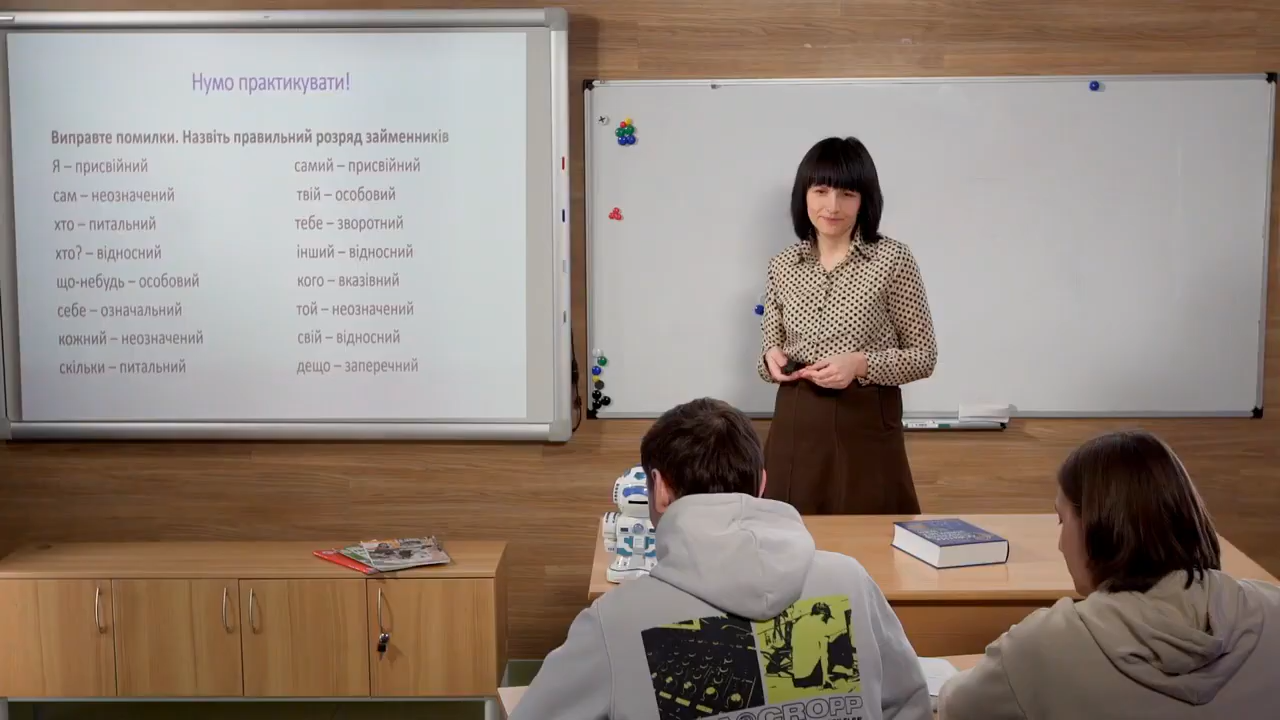 Нумо практикувати!
Виправте помилки. Назвіть правильний розряд займенників
Я – присвійний
сам – неозначений
хто – питальний
хто? – відносний
що-небудь – особовий
себе – означальний
кожний – неозначений
скільки – питальний
самий – присвійний
твій – особовий
тебе – зворотний
інший – відносний
кого – вказівний
той – неозначений
свій – відносний
дещо – заперечний